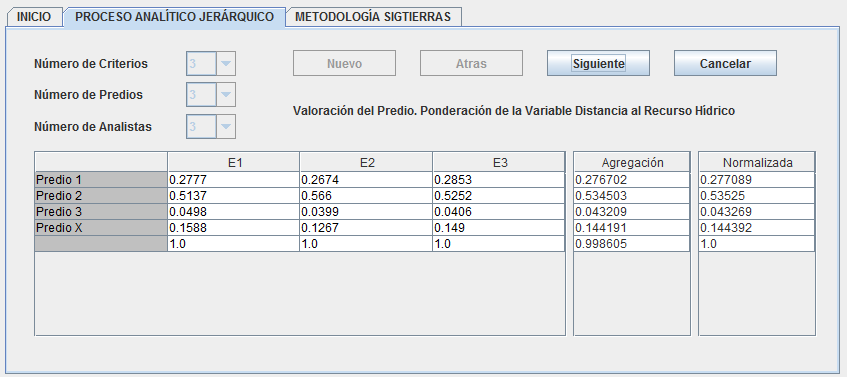 INICIO PROCESO ANALÍTICO JERÁRQUICO METODOLOGÍA SIGTIERRAS
Número de Criterios 3 Nuevo Atras Siguiente Cancelar
Número de Predios 3
Valoración del Predio. Ponderación de la Variable Distancia al Recurso Hídrico
Número de Analistas 3
E1 E2 E3 Agregación Normalizada
Predio 1 0.2777 0.2674 0.2853 0.276702 0.277089
Predio 2 0.5137 0.566 0.5252 0.534503 0.53525
Predio 3 0.0498 0.0399 0.0406 0.043209 0.043269
Predio X 0.1588 0.1267 0.149 0.144191 0.144392
1.0 1.0 1.0 0.998605 1.0